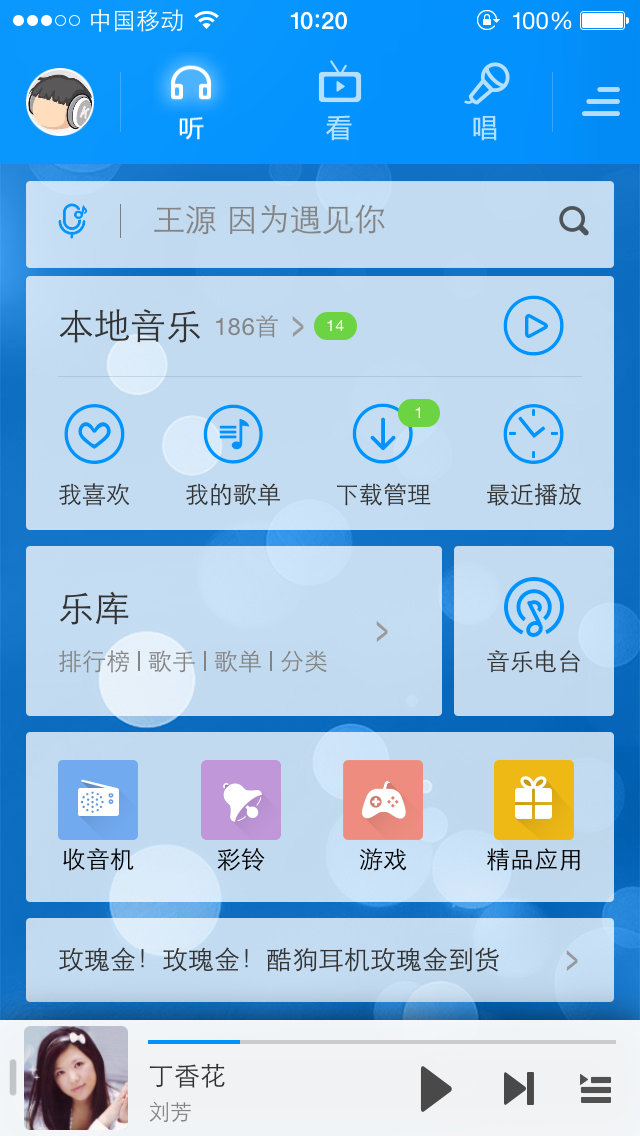 中国移动 10:20 100%
听 看 唱
王源 因为遇见你
本地音乐 186首 14
1
我喜欢 我的歌单 下载管理 最近播放
乐库
排行榜 | 歌手 | 歌单 | 分类
音乐电台
收音机 彩铃 游戏 精品应用
玫瑰金！玫瑰金！酷狗耳机玫瑰金到货
丁香花
刘芳